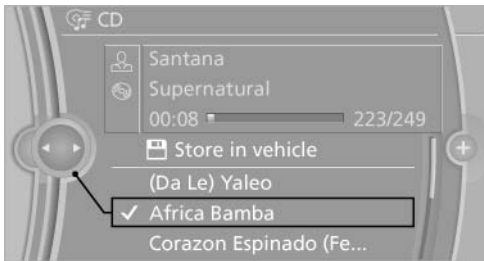 CD
Santana
Supernatural
00:08 223/249
Store in vehicle
(Da Le) Yaleo
Africa Bamba
Corazon Espinado (Fe...